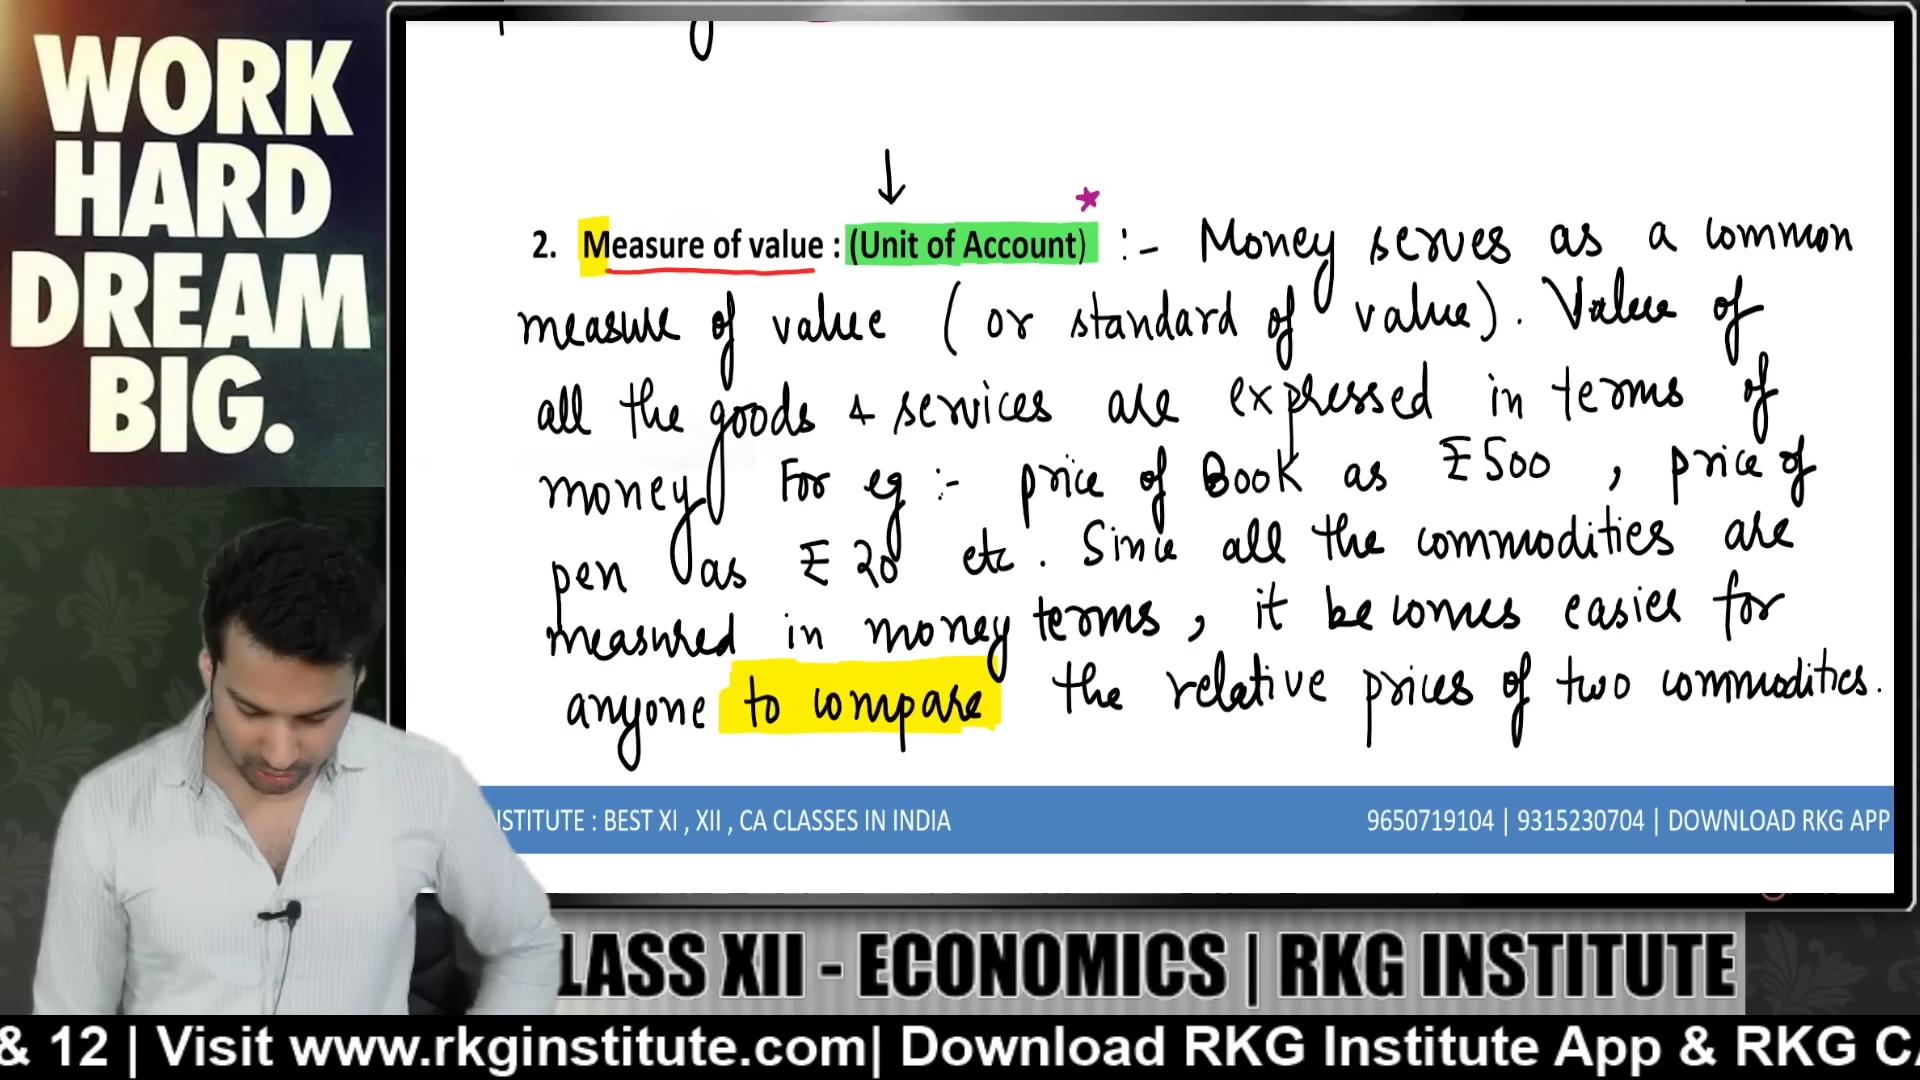 WORK
HARD
DREAM
BIG.
2. Measure of value : (Unit of Account) :- Money serves as a common
measure of value ( or standard of value). Value of
all the goods & services are expressed in terms of
money For eg :- price of Book as ₹500 , price of
pen as ₹ 20 etc. Since all the commodities are
measured in money terms, it becomes easier for
anyone to compare the relative prices of two commodities.
STITUTE : BEST XI , XII , CA CLASSES IN INDIA
9650719104 | 9315230704 | DOWNLOAD RKG APP
LASS XII - ECONOMICS | RKG INSTITUTE
& 12 | Visit www.rkginstitute.com| Download RKG Institute App & RKG CA